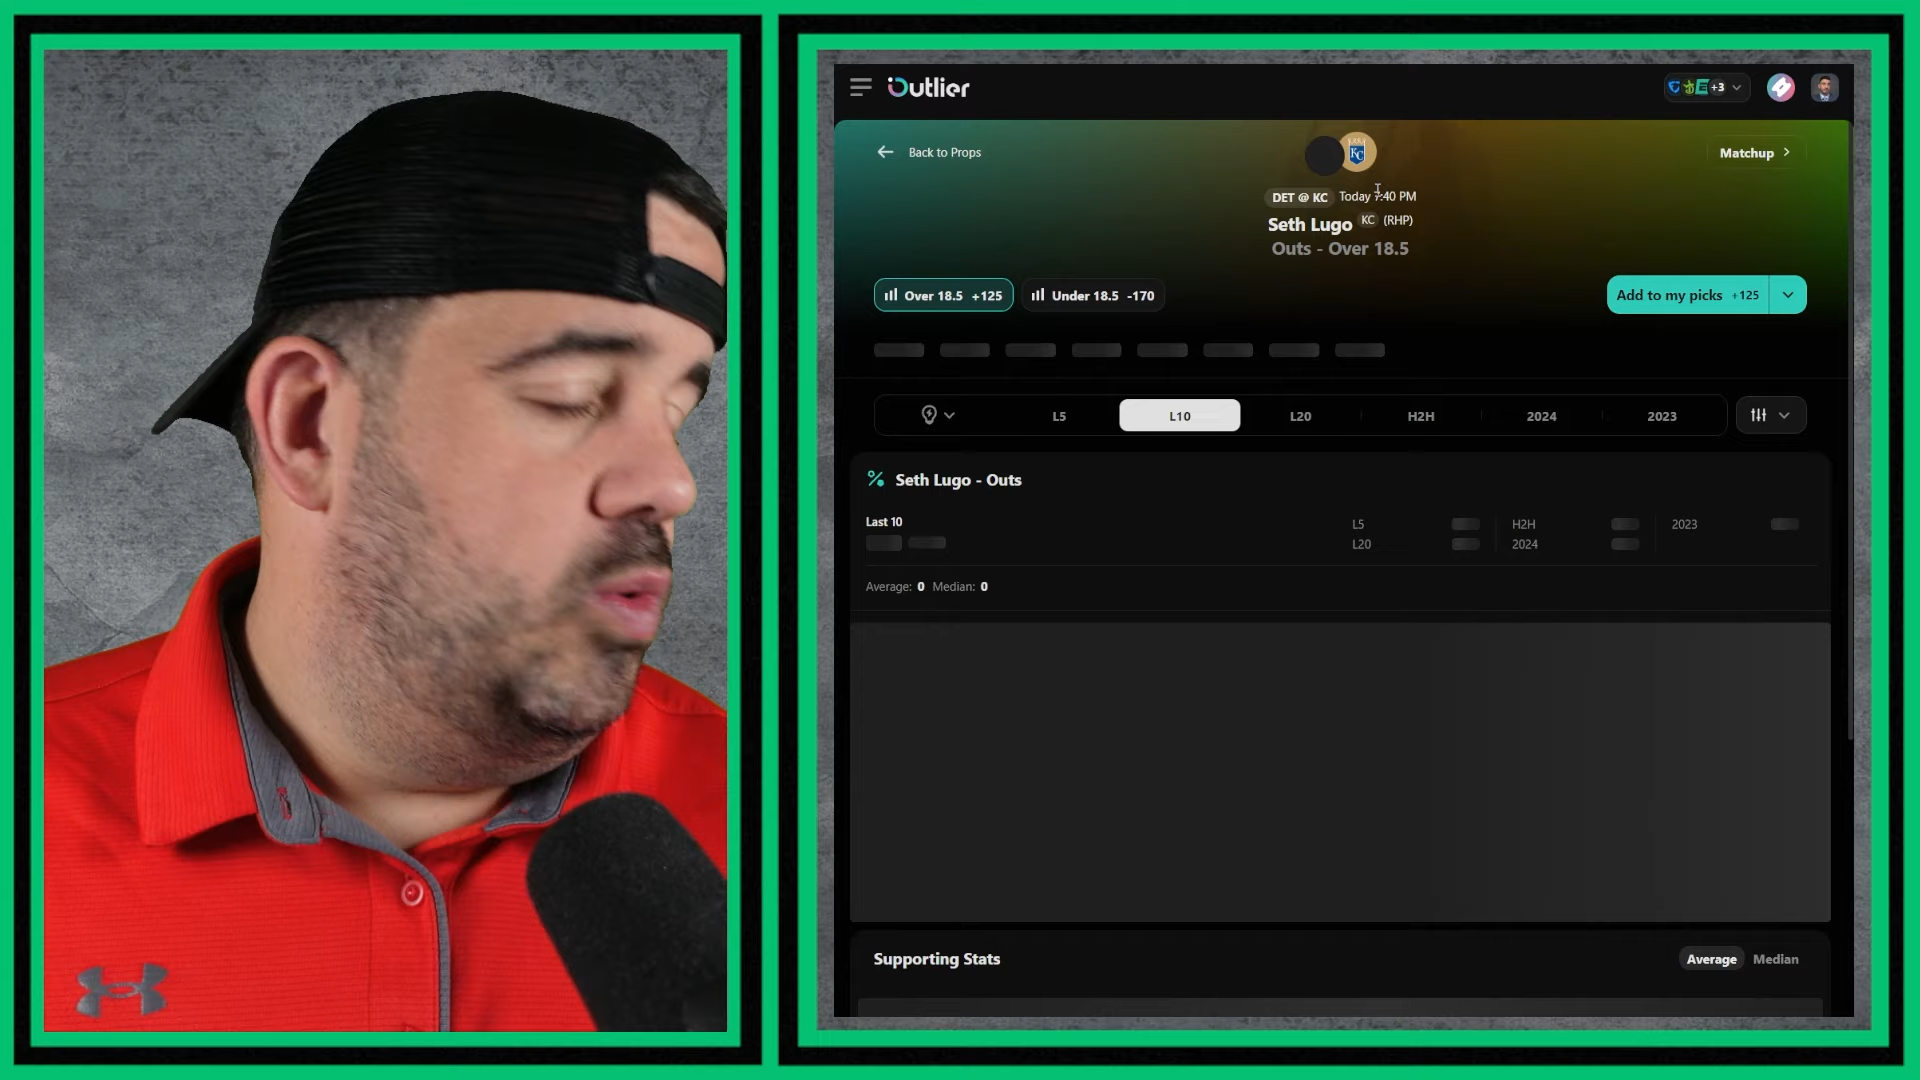 Outlier
+3
Back to Props
KC
Matchup
DET @ KC Today 7:40 PM
Seth Lugo KC (RHP)
Outs - Over 18.5
Over 18.5 +125
Under 18.5 -170
Add to my picks +125
L5
L10
L20
H2H
2024
2023
Seth Lugo - Outs
Last 10
L5
H2H
2023
L20
2024
Average: 0 Median: 0
Supporting Stats
Average
Median